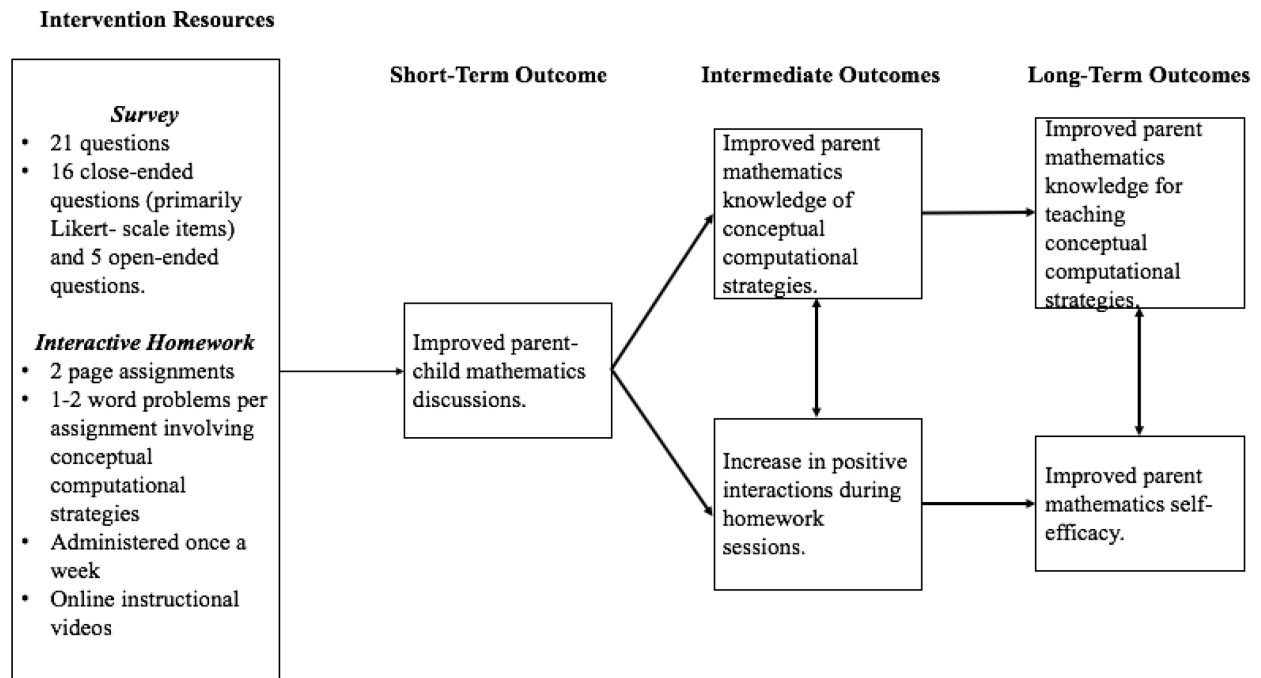 Intervention Resources
Survey
• 21 questions
• 16 close-ended
questions (primarily
Likert- scale items)
and 5 open-ended
questions.
Interactive Homework
• 2 page assignments
• 1-2 word problems per
assignment involving
conceptual
computational
strategies
• Administered once a
week
• Online instructional
videos
Short-Term Outcome
Improved parent-
child mathematics
discussions.
Intermediate Outcomes
Improved parent
mathematics
knowledge of
conceptual
computational
strategies.
Increase in positive
interactions during
homework
sessions.
Long-Term Outcomes
Improved parent
mathematics
knowledge for
teaching
conceptual
computational
strategies.
Improved parent
mathematics self-
efficacy.